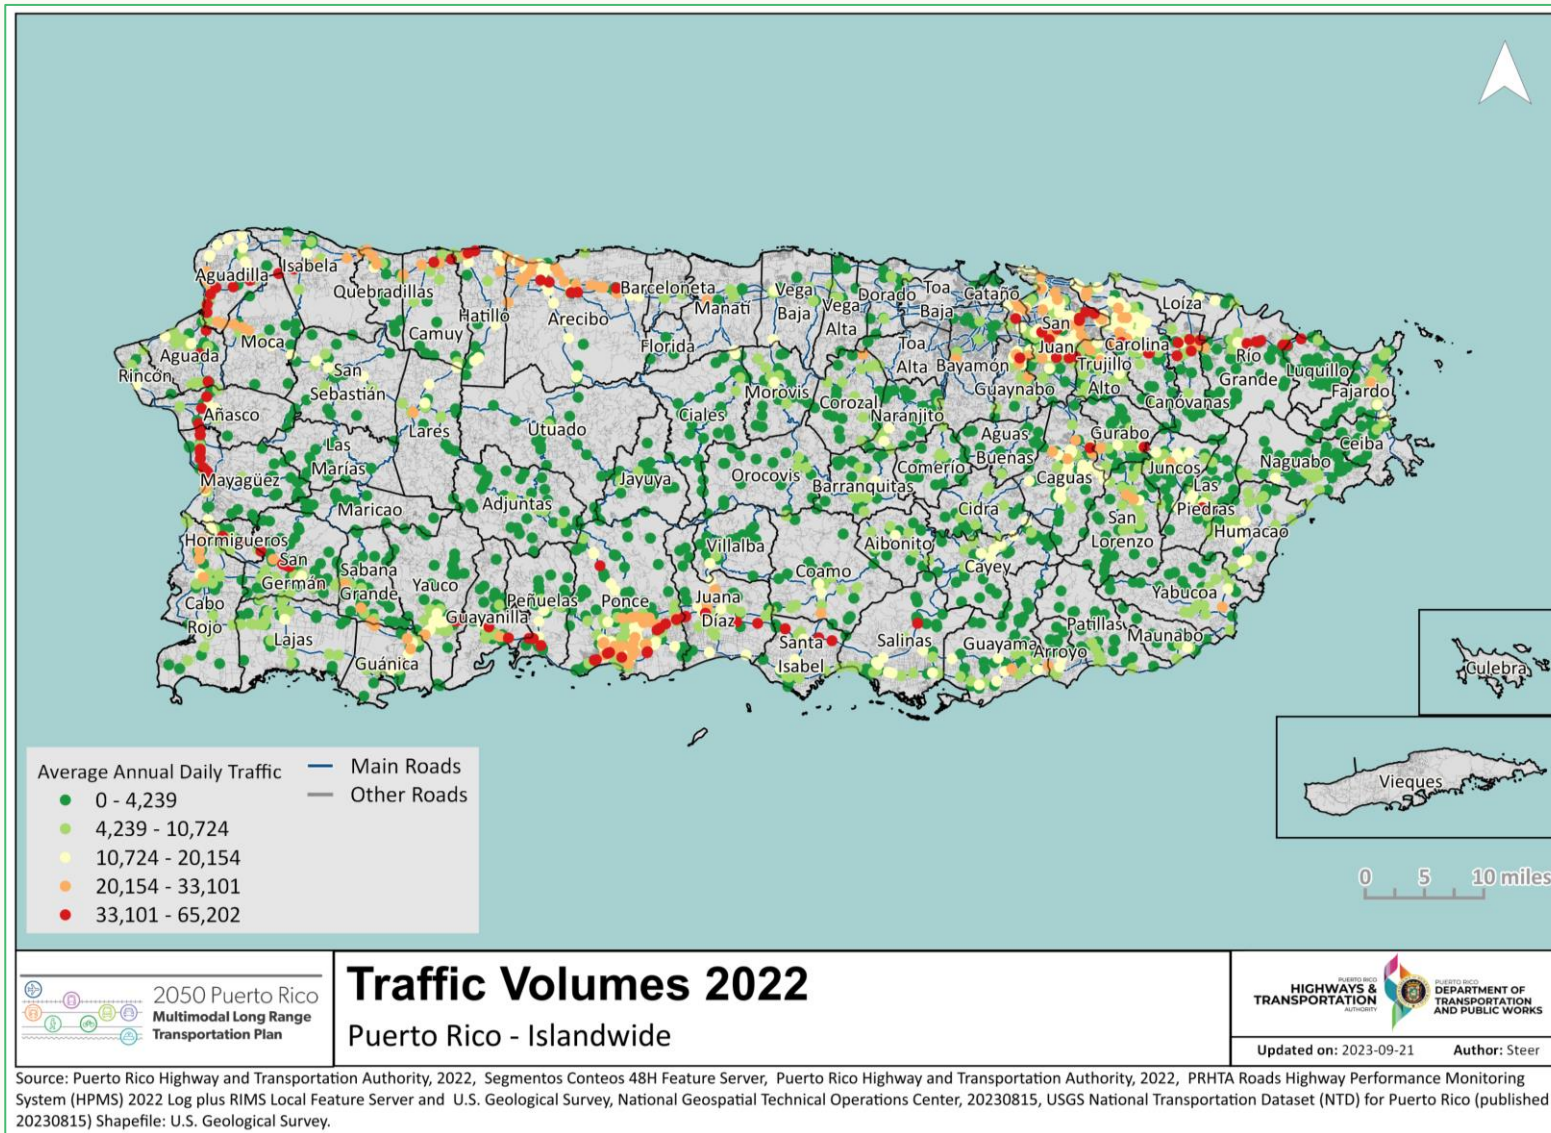 Isabela
Aguadilla
Quebradillas
Hatillo
Camuy
Arecibo
Barceloneta
Manatí
Florida
Vega
Baja
Vega
Alta
Dorado
Toa
Baja
Cataño
Toa
Alta
Bayamón
San
Juan
Guaynabo
Carolina
Trujillo
Alto
Loíza
Río
Grande
Canóvanas
Luquillo
Fajardo
Ceiba
Naguabo
Moca
Aguada
Rincón
Añasco
San
Sebastián
Lares
Las
Marías
Mayagüez
Maricao
Utuado
Ciales
Morovis
Corozal
Naranjito
Aguas
Buenas
Gurabo
Juncos
Las
Piedras
Caguas
Comerío
Barranquitas
Orocovis
Jayuya
Adjuntas
Cidra
San
Lorenzo
Humacao
Hormigueros
San
Germán
Sabana
Grande
Yauco
Cabo
Rojo
Lajas
Guánica
Guayanilla
Peñuelas
Ponce
Juana
Díaz
Villalba
Coamo
Aibonito
Cayey
Santa
Isabel
Salinas
Guayama
Arroyo
Patillas
Maunabo
Yabucoa
Culebra
Vieques
Average Annual Daily Traffic
0 - 4,239
4,239 - 10,724
10,724 - 20,154
20,154 - 33,101
33,101 - 65,202
Main Roads
Other Roads
0 5 10 miles
2050 Puerto Rico
Multimodal Long Range
Transportation Plan
Traffic Volumes 2022
Puerto Rico - Islandwide
PUERTO RICO
HIGHWAYS &
TRANSPORTATION
AUTHORITY
PUERTO RICO
DEPARTMENT OF
TRANSPORTATION
AND PUBLIC WORKS
Updated on: 2023-09-21 Author: Steer
Source: Puerto Rico Highway and Transportation Authority, 2022, Segmentos Conteos 48H Feature Server, Puerto Rico Highway and Transportation Authority, 2022, PRHTA Roads Highway Performance Monitoring
System (HPMS) 2022 Log plus RIMS Local Feature Server and U.S. Geological Survey, National Geospatial Technical Operations Center, 20230815, USGS National Transportation Dataset (NTD) for Puerto Rico (published
20230815) Shapefile: U.S. Geological Survey.